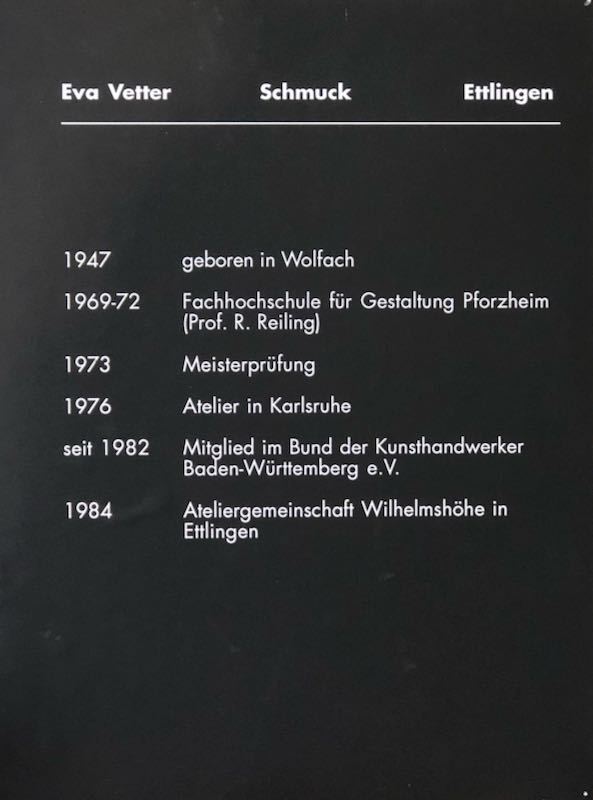 Eva Vetter Schmuck Ettlingen
1947 geboren in Wolfach
1969-72 Fachhochschule für Gestaltung Pforzheim
(Prof. R. Reiling)
1973 Meisterprüfung
1976 Atelier in Karlsruhe
seit 1982 Mitglied im Bund der Kunsthandwerker
Baden-Württemberg e.V.
1984 Ateliergemeinschaft Wilhelmshöhe in
Ettlingen